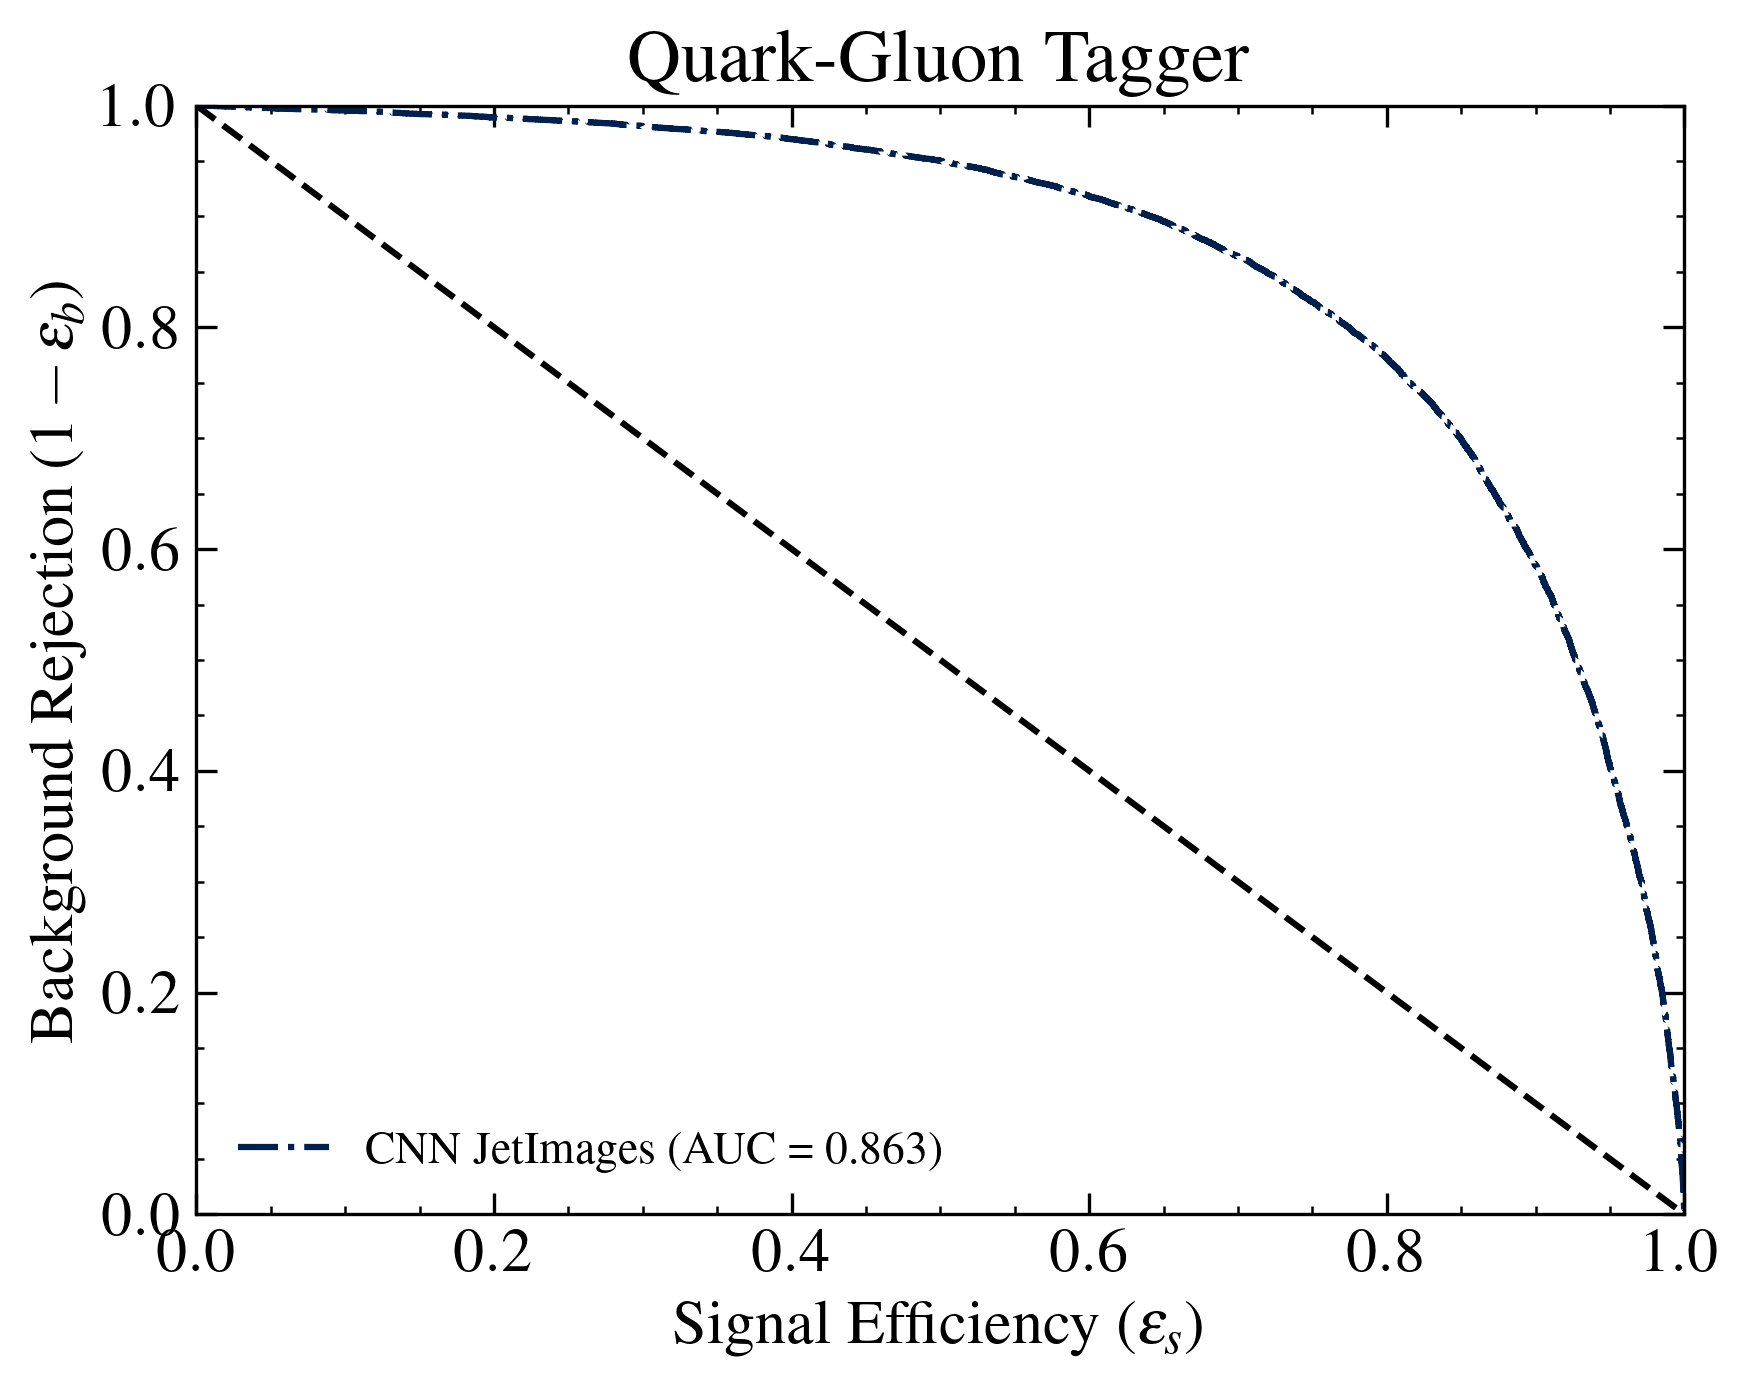 Quark-Gluon Tagger
Background Rejection (1 − εb)
1.0
0.8
0.6
0.4
0.2
0.0
CNN JetImages (AUC = 0.863)
0.0 0.2 0.4 0.6 0.8 1.0
Signal Efficiency (εs)